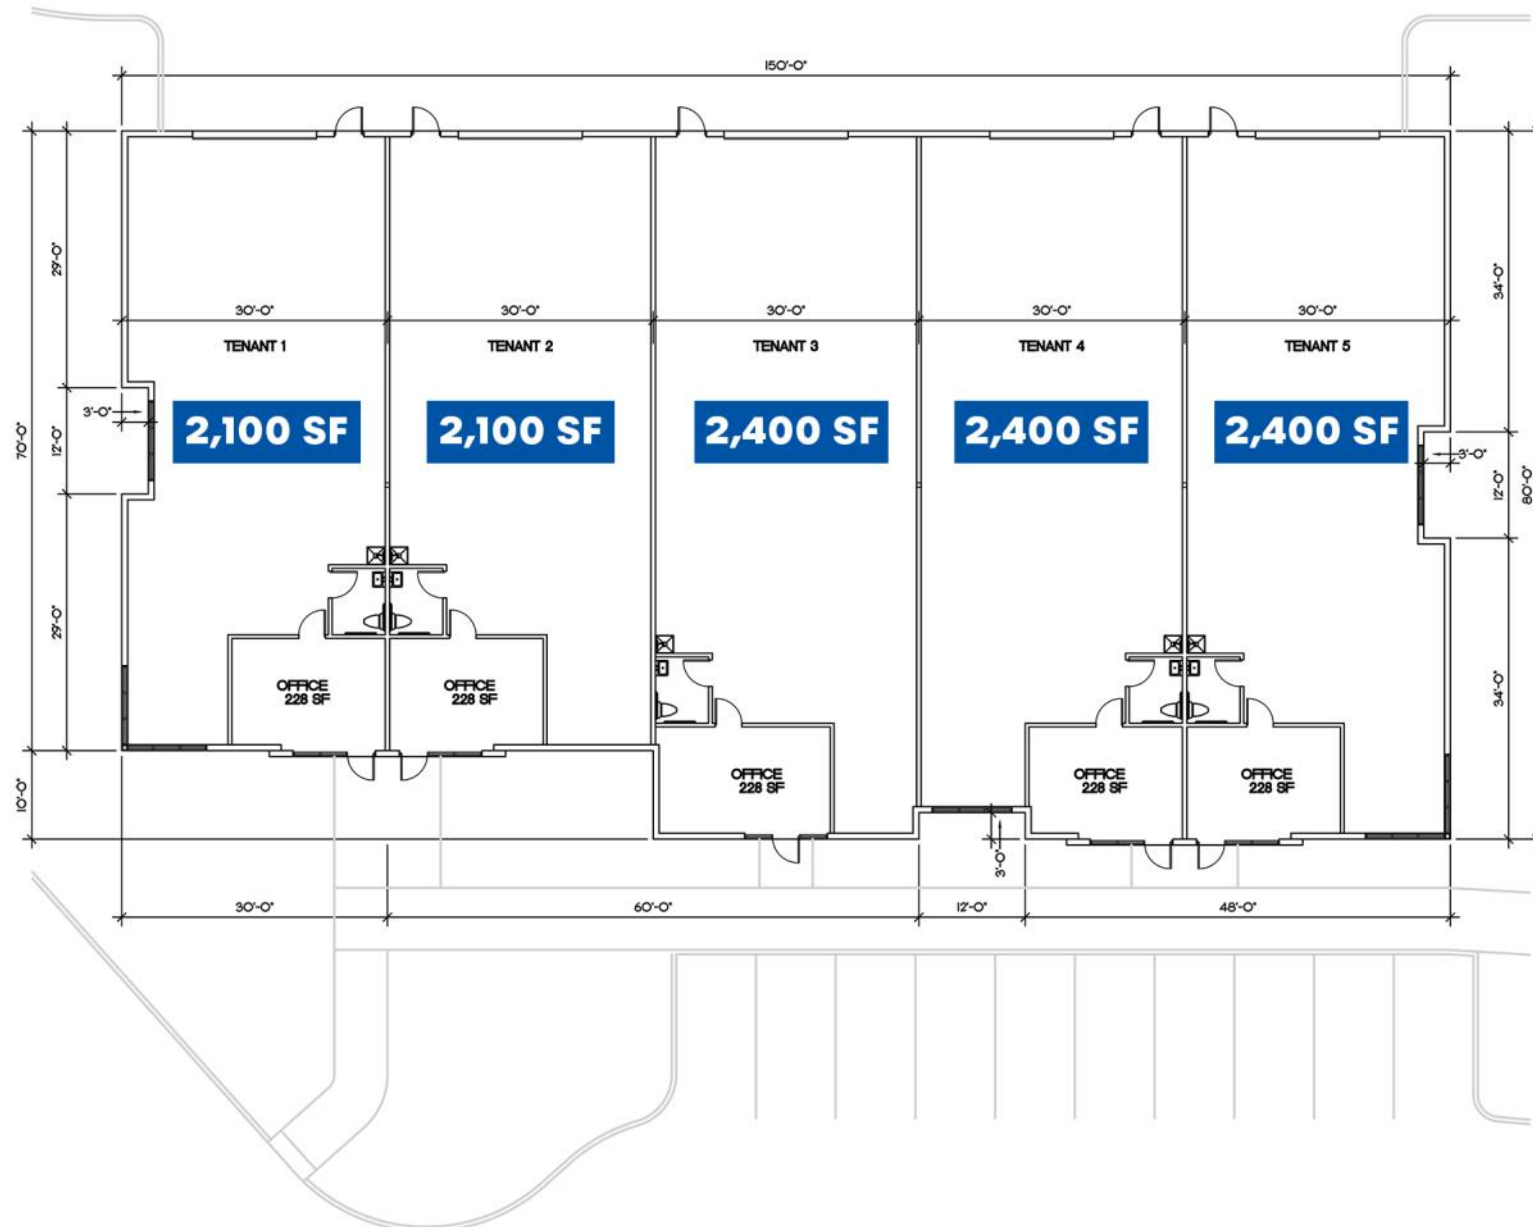 150'-0"
29'-0"
34'-0"
30'-0" 30'-0" 30'-0" 30'-0" 30'-0"
TENANT 1 TENANT 2 TENANT 3 TENANT 4 TENANT 5
3'-0"
2,100 SF 2,100 SF 2,400 SF 2,400 SF 2,400 SF
70'-0"
12'-0"
3'-0"
12'-0"
80'-0"
29'-0"
34'-0"
OFFICE
228 SF
OFFICE
228 SF
OFFICE
228 SF
OFFICE
228 SF
OFFICE
228 SF
10'-0"
3'-0"
30'-0" 60'-0" 12'-0" 48'-0"